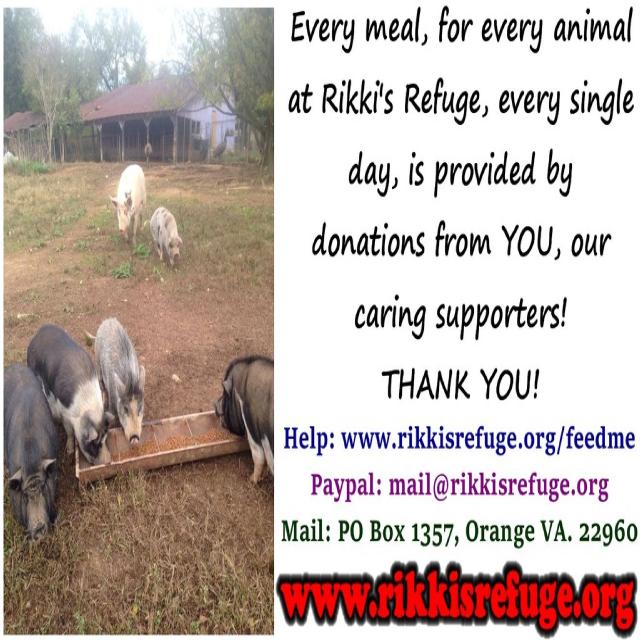 Every meal, for every animal
at Rikki's Refuge, every single
day, is provided by
donations from YOU, our
caring supporters!
THANK YOU!
Help: www.rikkisrefuge.org/feedme
Paypal: mail@rikkisrefuge.org
Mail: PO Box 1357, Orange VA. 22960
www.rikkisrefuge.org